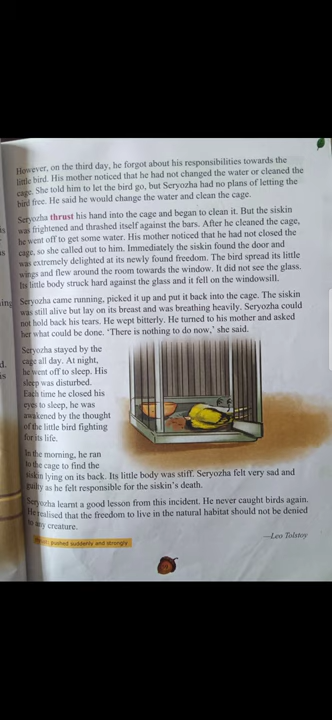 However, on the third day, he forgot about his responsibilities towards the
little bird. His mother noticed that he had not changed the water or cleaned the
cage. She told him to let the bird go, but Seryozha had no plans of letting the
bird free. He said he would change the water and clean the cage.
Seryozha thrust his hand into the cage and began to clean it. But the siskin
was frightened and thrashed itself against the bars. After he cleaned the cage,
he went off to get some water. His mother noticed that he had not closed the
cage, so she called out to him. Immediately the siskin found the door and
was extremely delighted at its newly found freedom. The bird spread its little
wings and flew around the room towards the window. It did not see the glass.
Its little body struck hard against the glass and it fell on the windowsill.
Seryozha came running, picked it up and put it back into the cage. The siskin
was still alive but lay on its breast and was breathing heavily. Seryozha could
not hold back his tears. He wept bitterly. He turned to his mother and asked
her what could be done. ‘There is nothing to do now,’ she said.
Seryozha stayed by the
cage all day. At night,
he went off to sleep. His
sleep was disturbed.
Each time he closed his
eyes to sleep, he was
awakened by the thought
of the little bird fighting
for its life.
In the morning, he ran
to the cage to find the
siskin lying on its back. Its little body was stiff. Seryozha felt very sad and
guilty as he felt responsible for the siskin's death.
Seryozha learnt a good lesson from this incident. He never caught birds again.
He realised that the freedom to live in the natural habitat should not be denied
to any creature.
—Leo Tolstoy
pushed suddenly and strongly